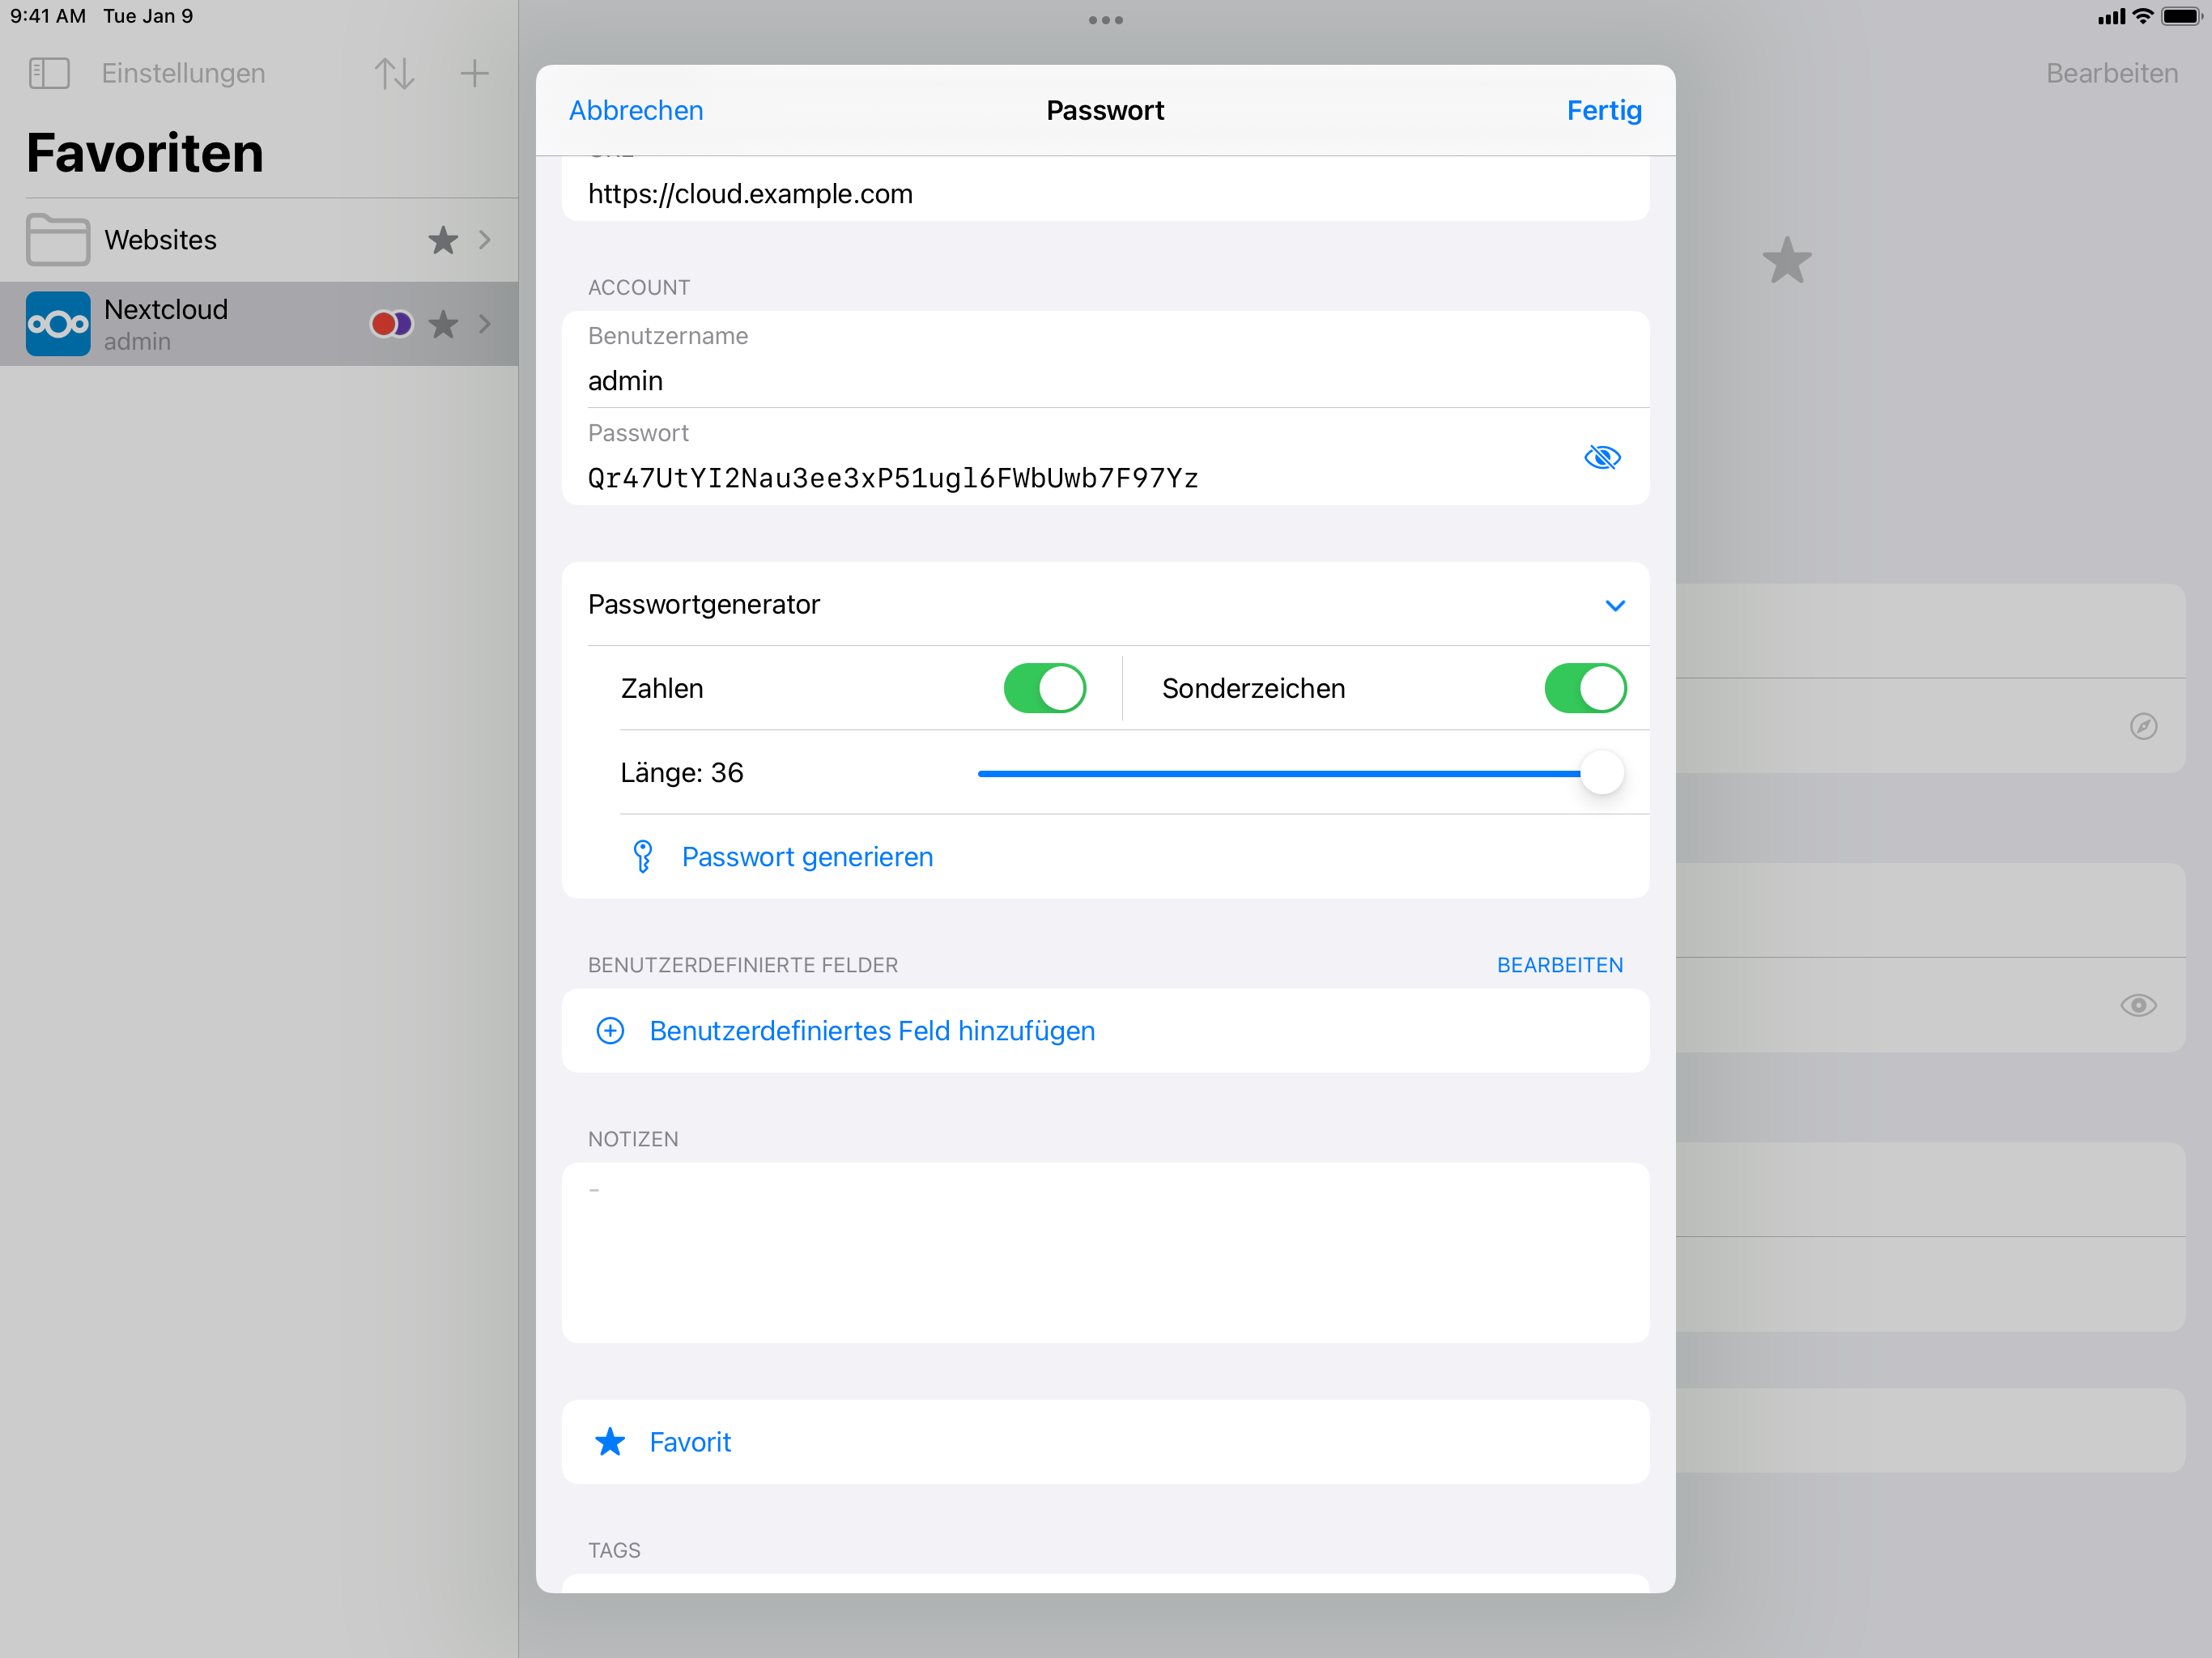 9:41 AM Tue Jan 9
Einstellungen
Favoriten
Websites
Nextcloud
admin
Bearbeiten
Abbrechen
Passwort
Fertig
https://cloud.example.com
ACCOUNT
Benutzername
admin
Passwort
Qr47UtYI2Nau3ee3xP51ugl6FWbUwb7F97Yz
Passwortgenerator
Zahlen
Sonderzeichen
Länge: 36
Passwort generieren
BENUTZERDEFINIERTE FELDER
BEARBEITEN
Benutzerdefiniertes Feld hinzufügen
NOTIZEN
-
Favorit
TAGS